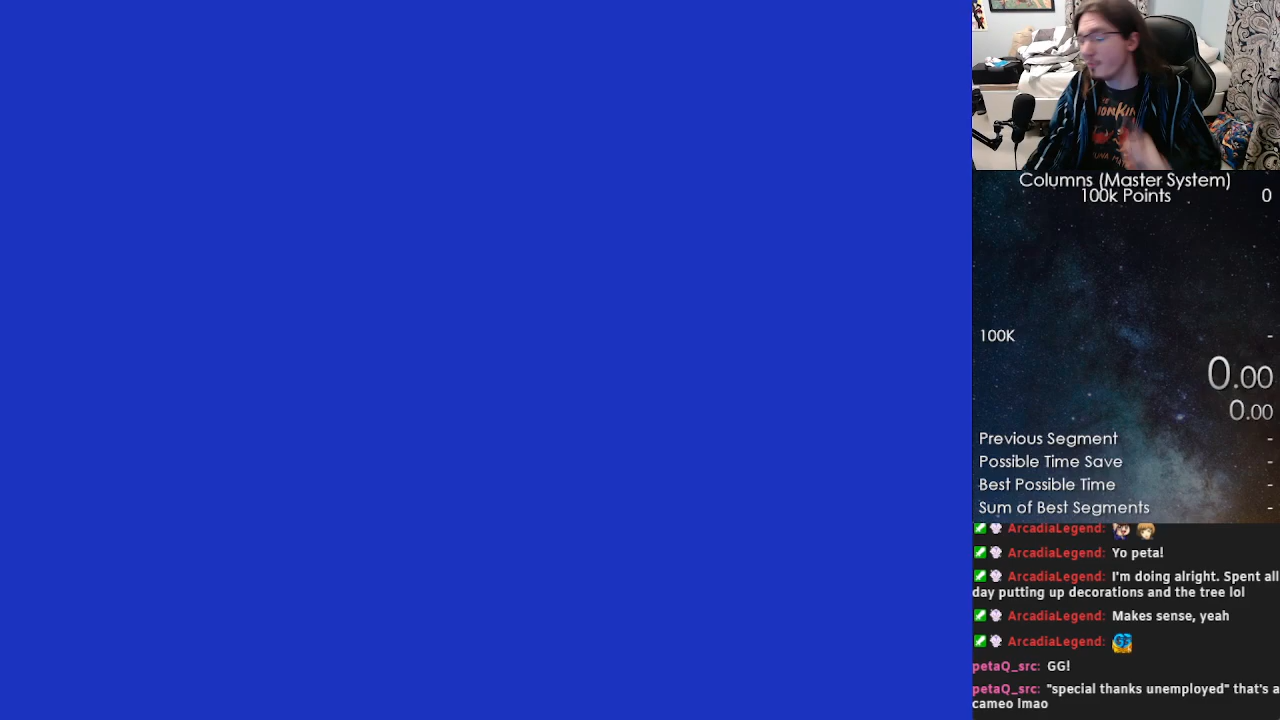 Columns (Master System)
100k Points 0
100K -
0.00
0.00
Previous Segment -
Possible Time Save -
Best Possible Time -
Sum of Best Segments -
ArcadiaLegend:
ArcadiaLegend: Yo peta!
ArcadiaLegend: I'm doing alright. Spent all
day putting up decorations and the tree lol
ArcadiaLegend: Makes sense, yeah
ArcadiaLegend: GF
petaQ_src: GG!
petaQ_src: "special thanks unemployed" that's a
cameo lmao